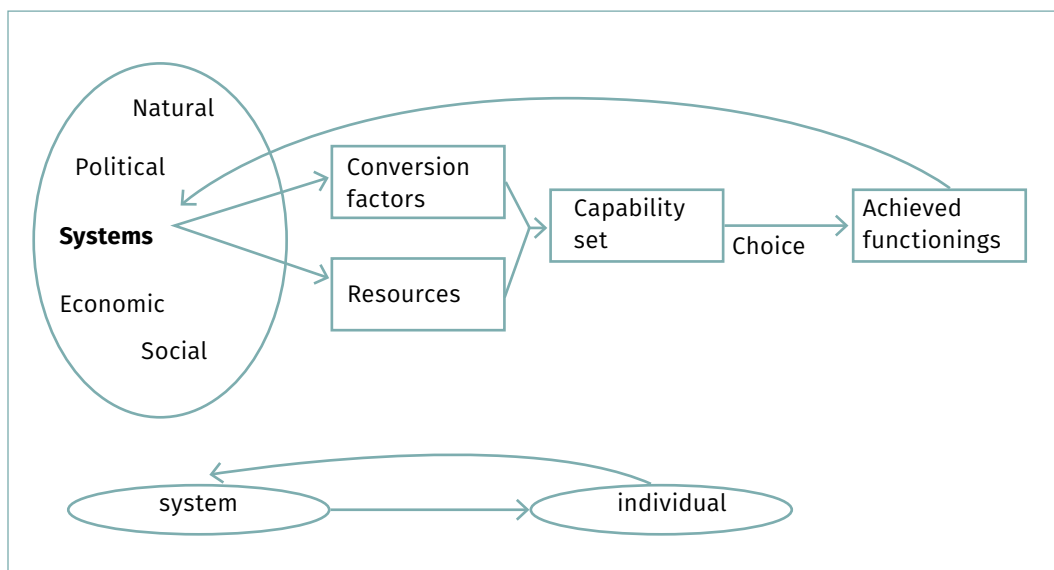 Natural
Political
Systems
Economic
Social
Conversion
factors
Resources
Capability
set
Choice
Achieved
functionings
system
individual